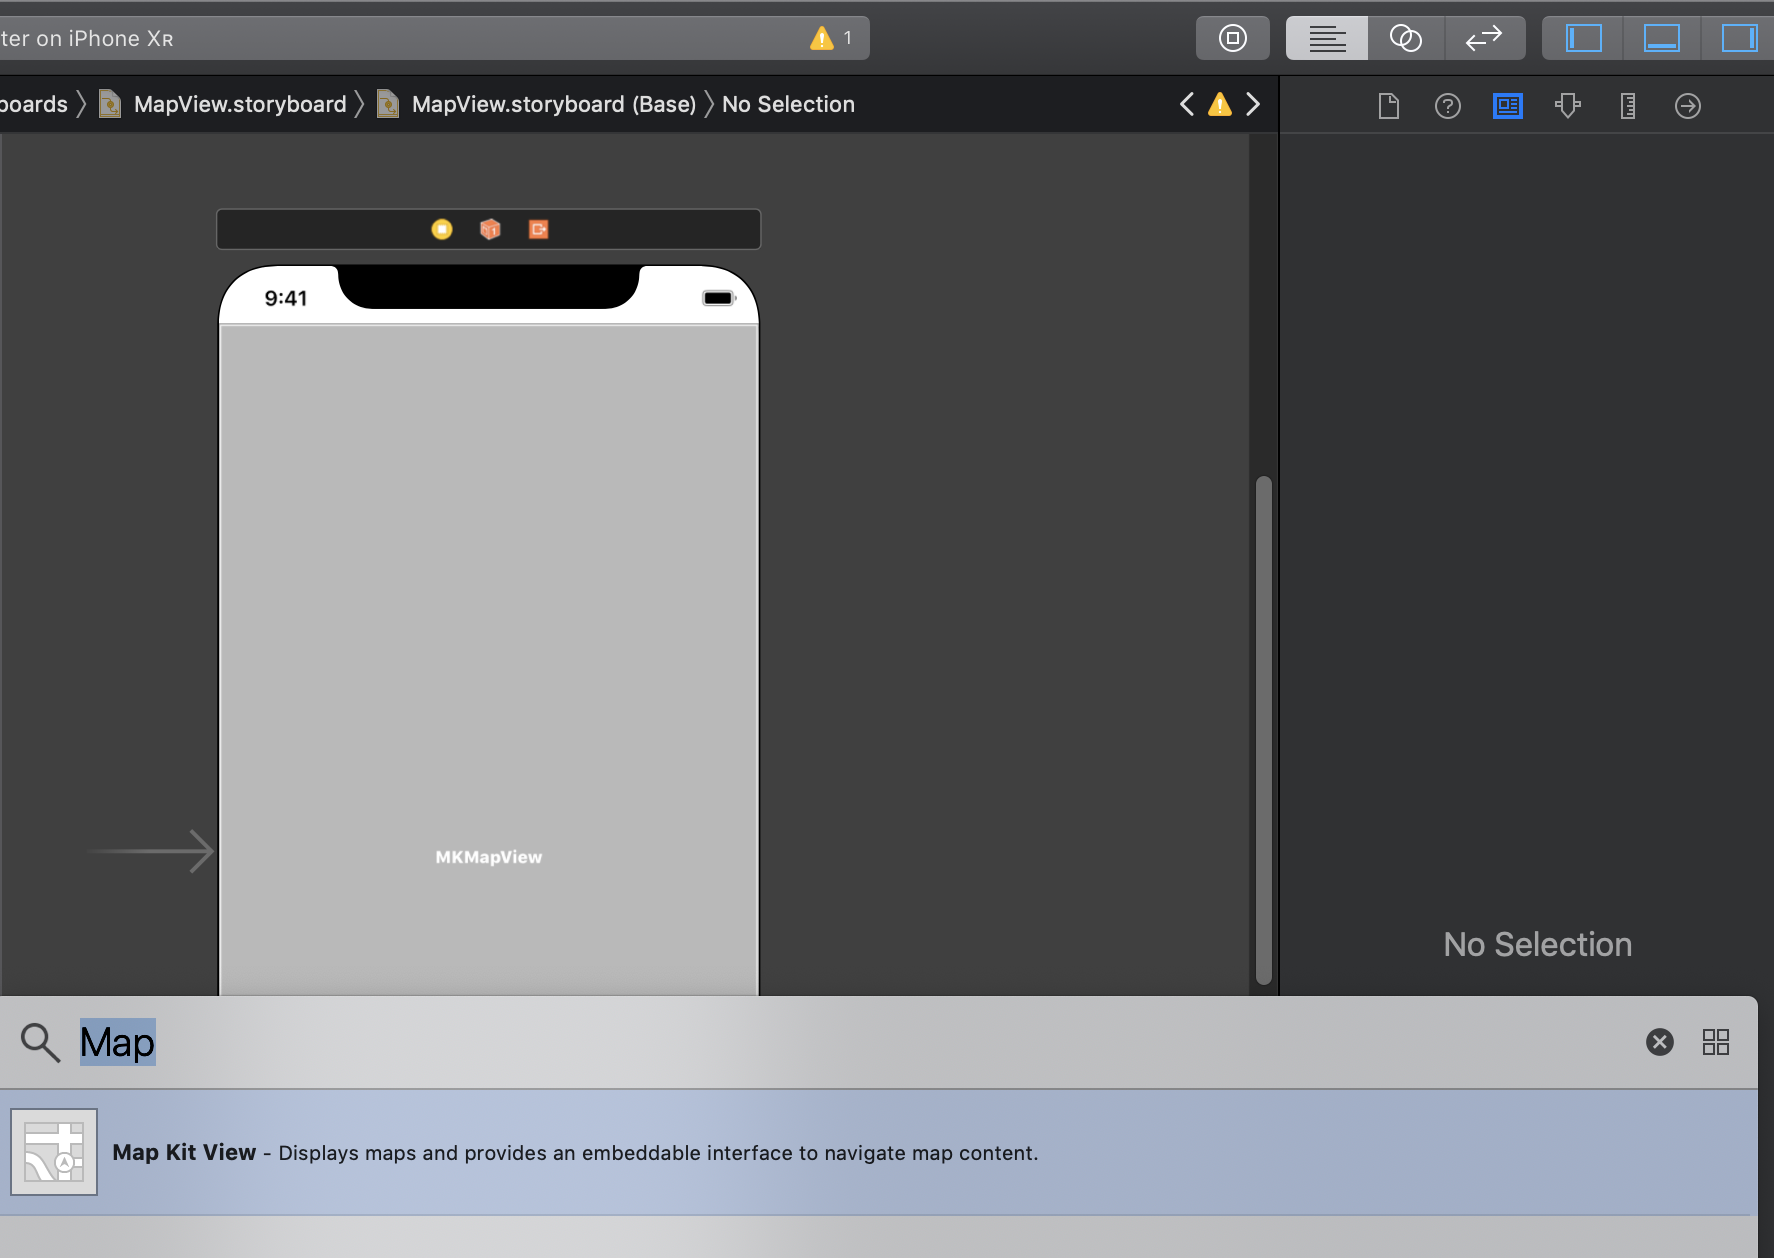 ter on iPhone XR
1
boards 〉 MapView.storyboard 〉 MapView.storyboard (Base) 〉 No Selection
9:41
MKMapView
No Selection
Map
Map Kit View - Displays maps and provides an embeddable interface to navigate map content.